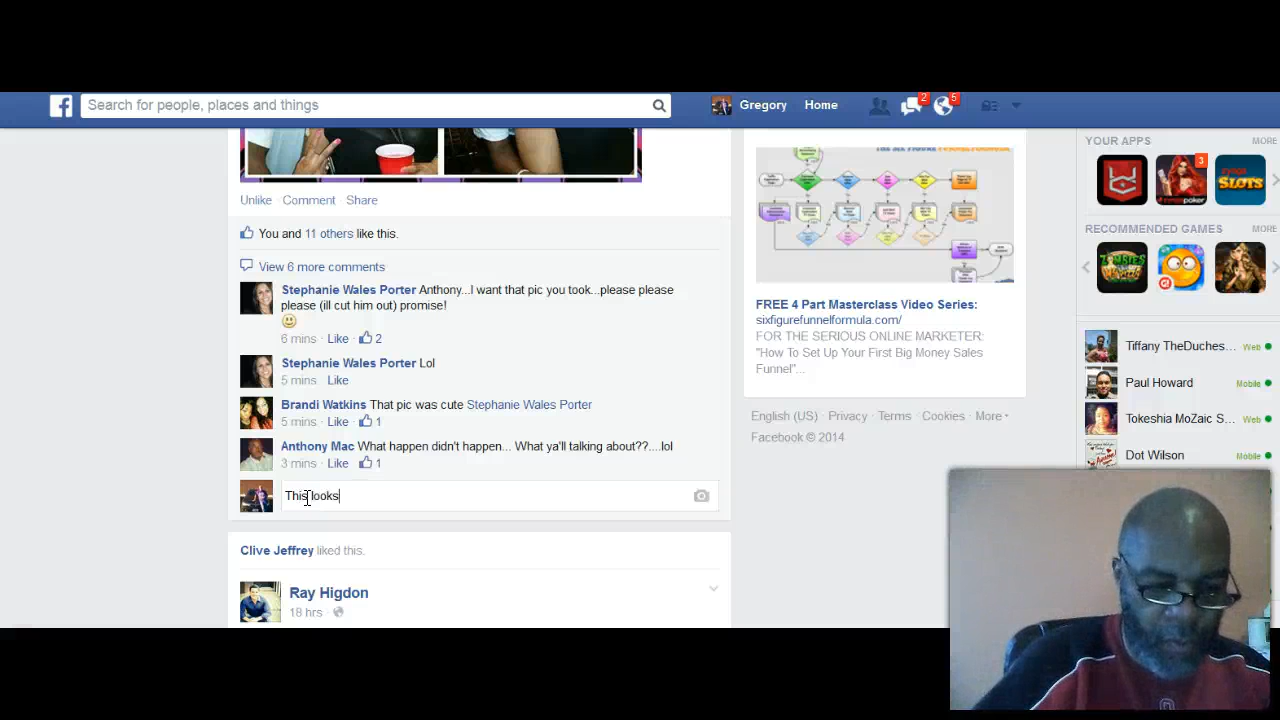 Search for people, places and things
Gregory Home
2
5
Unlike · Comment · Share
You and 11 others like this.
View 6 more comments
Stephanie Wales Porter Anthony...I want that pic you took...please please
please (ill cut him out) promise!
6 mins · Like · 2
Stephanie Wales Porter Lol
5 mins · Like
Brandi Watkins That pic was cute Stephanie Wales Porter
5 mins · Like · 1
Anthony Mac What happen didn't happen... What ya'll talking about??....lol
3 mins · Like · 1
This looks
Clive Jeffrey liked this.
Ray Higdon
18 hrs ·
FREE 4 Part Masterclass Video Series:
sixfigurefunnelformula.com/
FOR THE SERIOUS ONLINE MARKETER:
"How To Set Up Your First Big Money Sales
Funnel"...
English (US) · Privacy · Terms · Cookies · More
Facebook © 2014
YOUR APPS MORE
3
SLOTS
RECOMMENDED GAMES MORE
Tiffany TheDuches... Web
Paul Howard Mobile
Tokeshia MoZaic S... Web
Dot Wilson Mobile